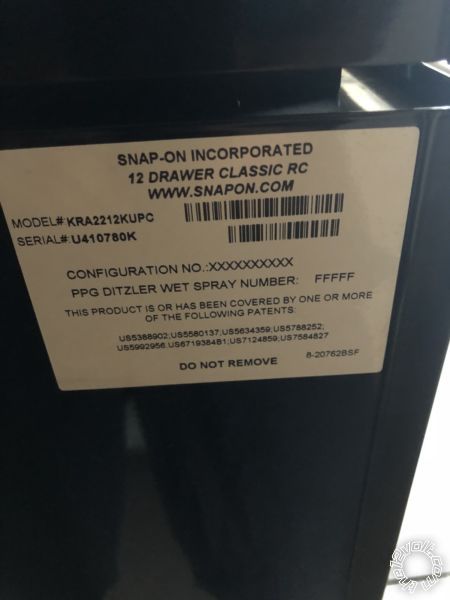 SNAP-ON INCORPORATED
12 DRAWER CLASSIC RC
WWW.SNAPON.COM
MODEL#:KRA2212KUPC
SERIAL#:U410780K
CONFIGURATION NO.:XXXXXXXXXX
PPG DITZLER WET SPRAY NUMBER: FFFFF
THIS PRODUCT IS OR HAS BEEN COVERED BY ONE OR MORE
OF THE FOLLOWING PATENTS:
US5388902;US5580137;US5634359;US5788252;
US5992956;US6719384B1;US7124859;US7584827
DO NOT REMOVE 8-20762BSF
the12volt.com